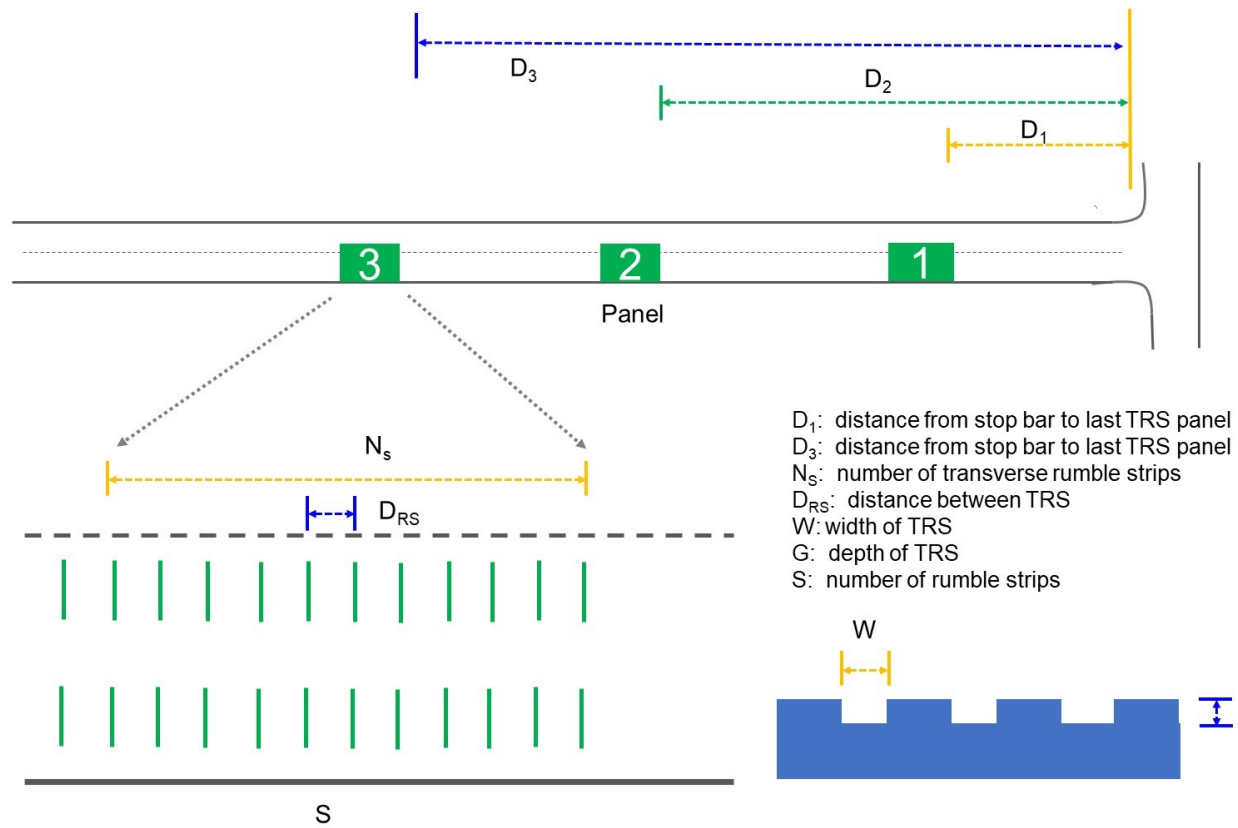 D₃
D₂
D₁
3
2
1
Panel
D₁: distance from stop bar to last TRS panel
D₃: distance from stop bar to last TRS panel
Nₛ: number of transverse rumble strips
D_RS: distance between TRS
W: width of TRS
G: depth of TRS
S: number of rumble strips
Nₛ
D_RS
W
S